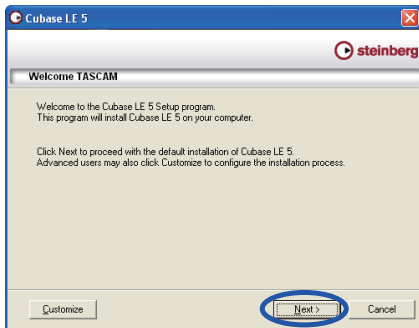 Cubase LE 5
steinberg
Welcome TASCAM
Welcome to the Cubase LE 5 Setup program.
This program will install Cubase LE 5 on your computer.
Click Next to proceed with the default installation of Cubase LE 5.
Advanced users may also click Customize to configure the installation process.
Customize
Next >
Cancel